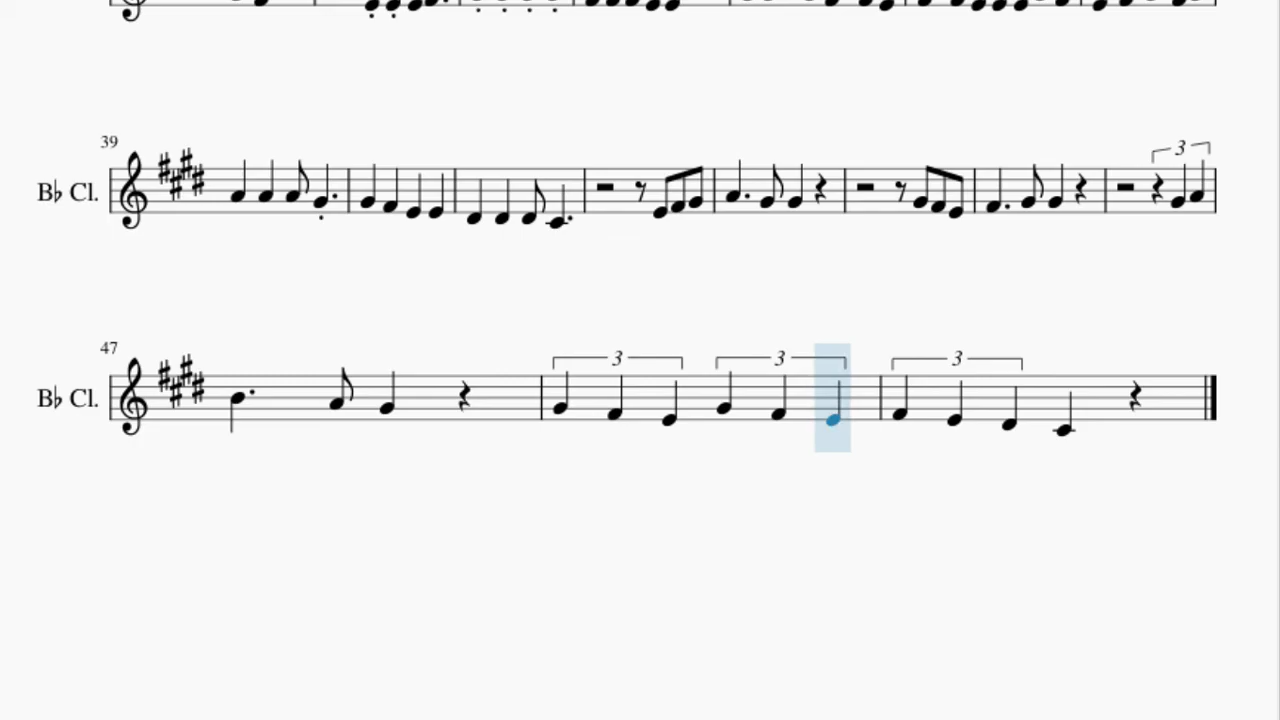 39
3
B♭ Cl.
47
3 3 3
B♭ Cl.